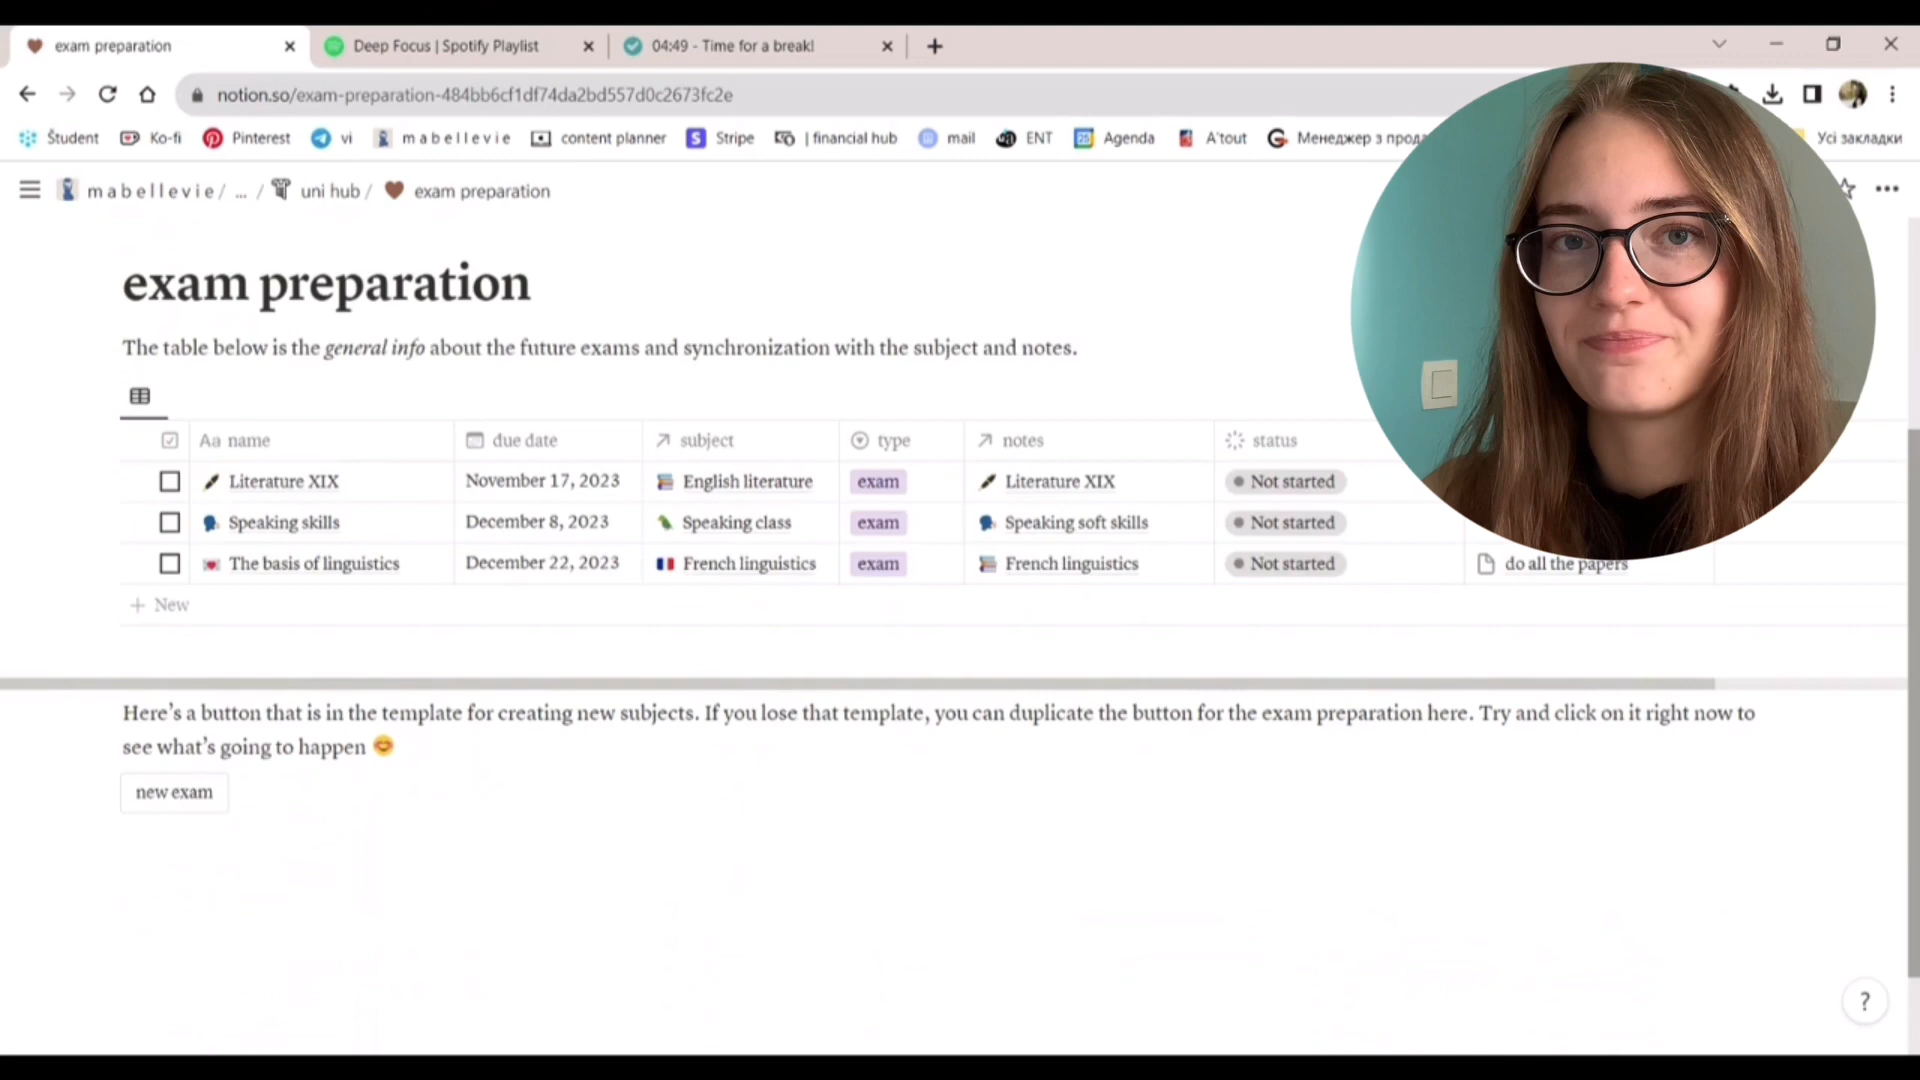 exam preparation
Deep Focus | Spotify Playlist
04:49 - Time for a break!
notion.so/exam-preparation-484bb6cf1df74da2bd557d0c2673fc2e
Študent
Ko-fi
Pinterest
vi
m a b e l l e v i e
content planner
Stripe
| financial hub
mail
ENT
Agenda
A'tout
Менеджер з прода
Усі закладки
m a b e l l e v i e / ... / uni hub / exam preparation
exam preparation
The table below is the general info about the future exams and synchronization with the subject and notes.
Aa name due date subject type notes status
Literature XIX November 17, 2023 English literature exam Literature XIX Not started
Speaking skills December 8, 2023 Speaking class exam Speaking soft skills Not started
The basis of linguistics December 22, 2023 French linguistics exam French linguistics Not started do all the papers
+ New
Here's a button that is in the template for creating new subjects. If you lose that template, you can duplicate the button for the exam preparation here. Try and click on it right now to
see what's going to happen 😊
new exam
?